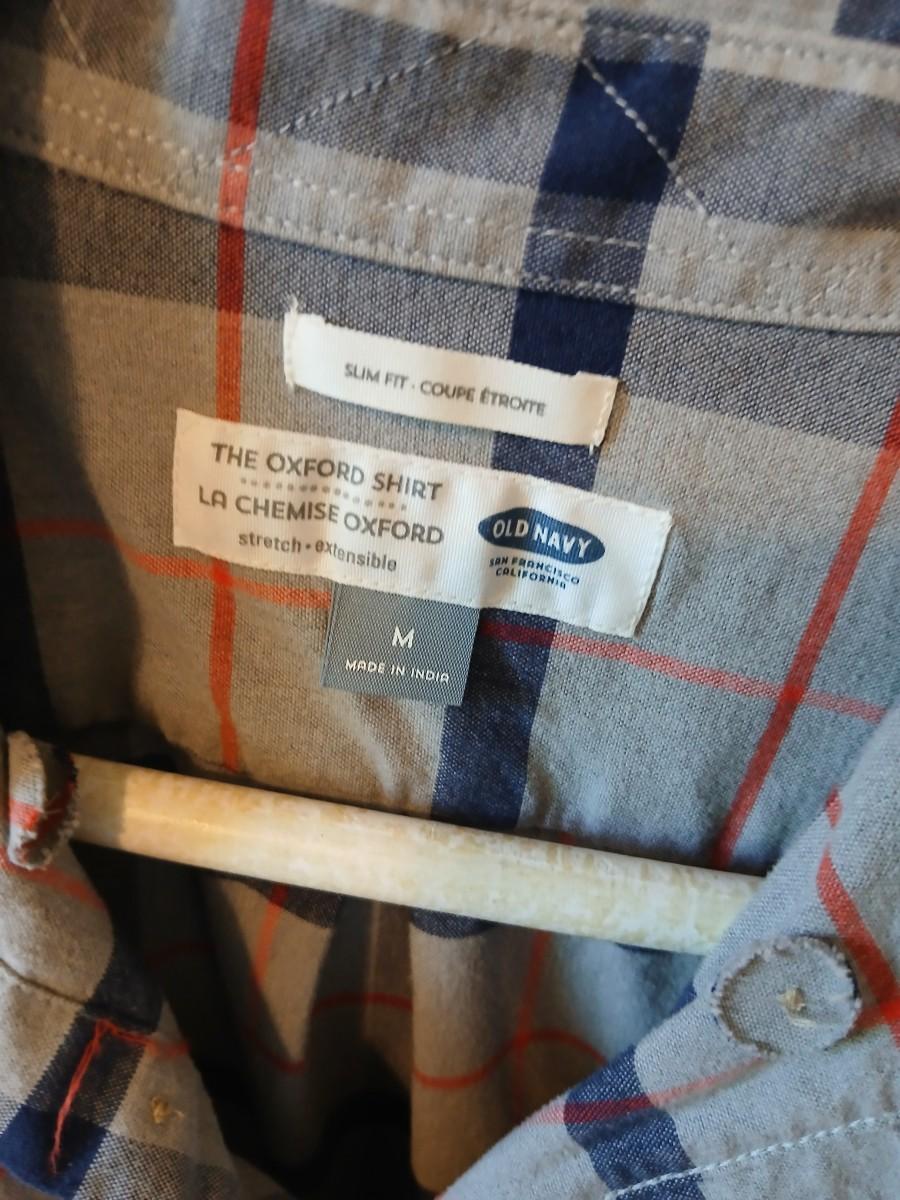 SLIM FIT · COUPE ÉTROITE
THE OXFORD SHIRT
LA CHEMISE OXFORD
stretch • extensible
OLD NAVY
SAN FRANCISCO
CALIFORNIA
M
MADE IN INDIA